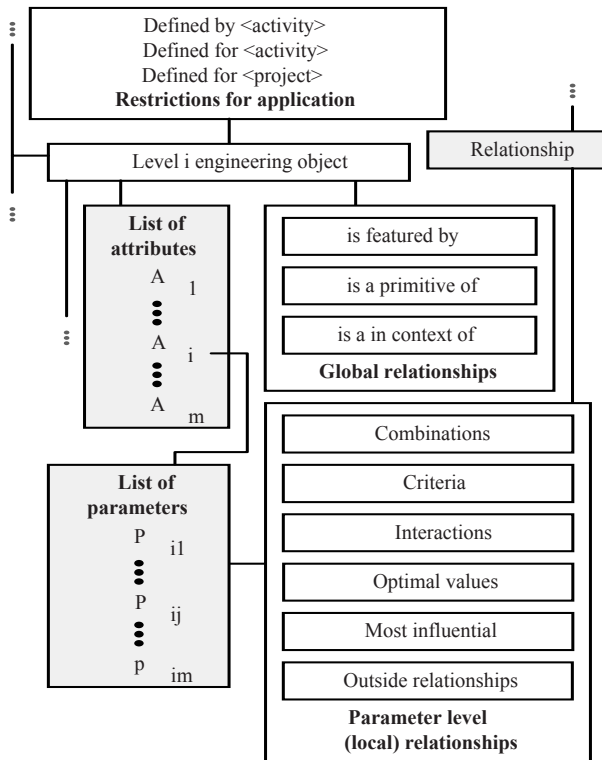 Defined by <activity>
Defined for <activity>
Defined for <project>
Restrictions for application
Relationship
Level i engineering object
List of
attributes
A 1
A i
A m
is featured by
is a primitive of
is a in context of
Global relationships
List of
parameters
P i1
P ij
p im
Combinations
Criteria
Interactions
Optimal values
Most influential
Outside relationships
Parameter level
(local) relationships